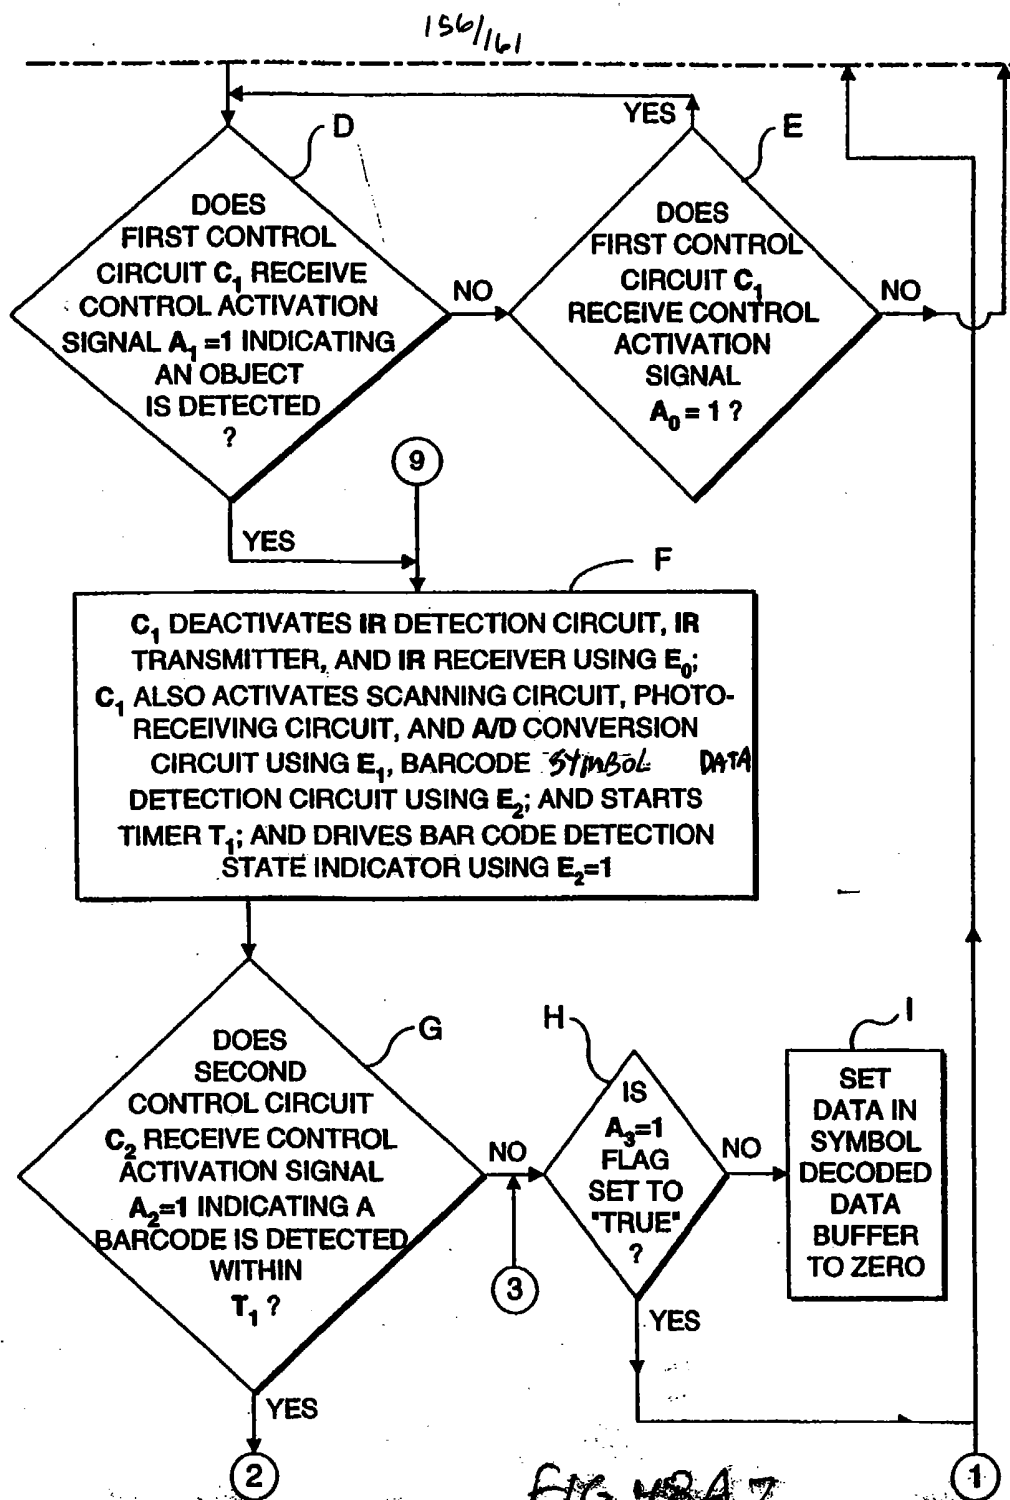 156/161
YES
D
E
DOES
FIRST CONTROL
CIRCUIT C1 RECEIVE
CONTROL ACTIVATION
SIGNAL A1 =1 INDICATING
AN OBJECT
IS DETECTED
?
NO
DOES
FIRST CONTROL
CIRCUIT C1
RECEIVE CONTROL
ACTIVATION
SIGNAL
A0 = 1 ?
NO
9
YES
F
C1 DEACTIVATES IR DETECTION CIRCUIT, IR
TRANSMITTER, AND IR RECEIVER USING E0;
C1 ALSO ACTIVATES SCANNING CIRCUIT, PHOTO-
RECEIVING CIRCUIT, AND A/D CONVERSION
CIRCUIT USING E1, BARCODE SYMBOL DATA
DETECTION CIRCUIT USING E2; AND STARTS
TIMER T1; AND DRIVES BAR CODE DETECTION
STATE INDICATOR USING E2=1
G
DOES
SECOND
CONTROL CIRCUIT
C2 RECEIVE CONTROL
ACTIVATION SIGNAL
A2=1 INDICATING A
BARCODE IS DETECTED
WITHIN
T1 ?
NO
3
H
IS
A3=1
FLAG
SET TO
"TRUE"
?
NO
I
SET
DATA IN
SYMBOL
DECODED
DATA
BUFFER
TO ZERO
YES
YES
2
1
FIG